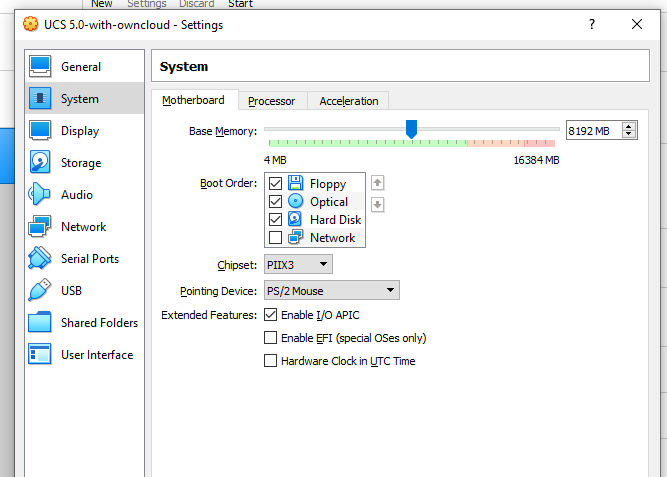 New Settings Discard Start
UCS 5.0-with-owncloud - Settings
General
System
Display
Storage
Audio
Network
Serial Ports
USB
Shared Folders
User Interface
System
Motherboard Processor Acceleration
Base Memory: 8192 MB
4 MB 16384 MB
Boot Order: Floppy
Optical
Hard Disk
Network
Chipset: PIIX3
Pointing Device: PS/2 Mouse
Extended Features: Enable I/O APIC
Enable EFI (special OSes only)
Hardware Clock in UTC Time